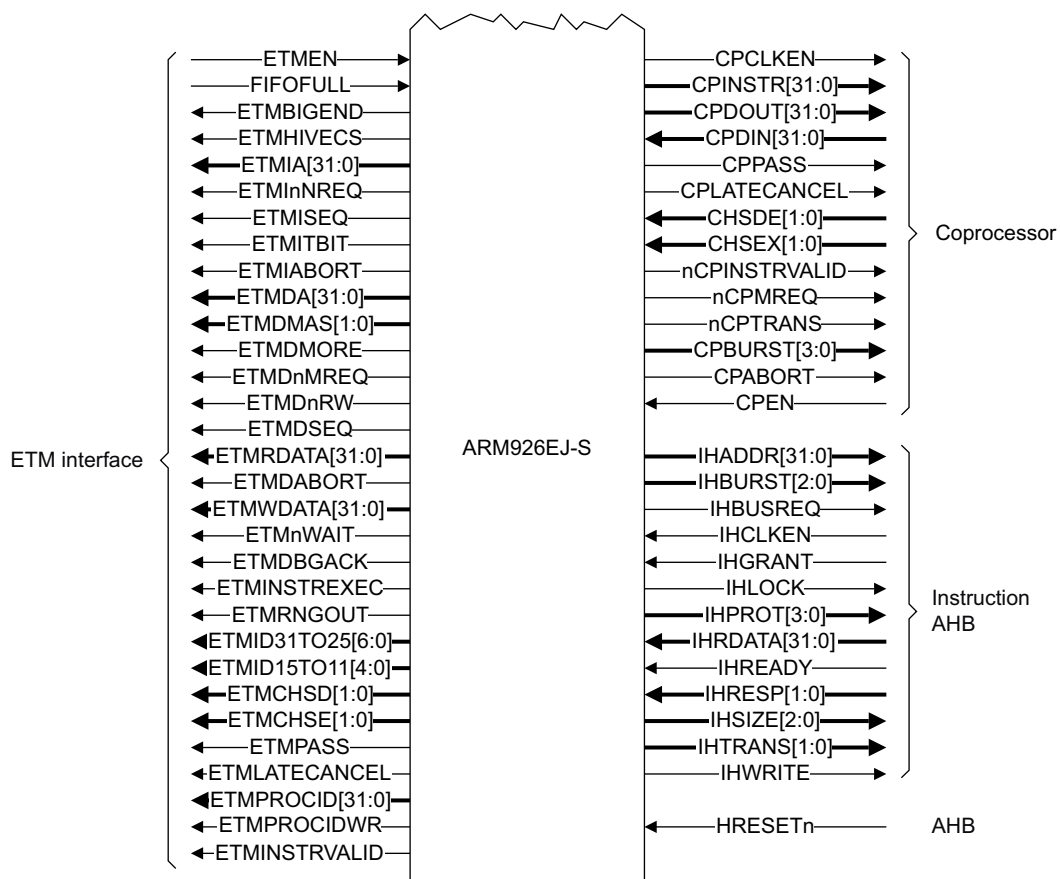 ETMEN
FIFOFULL
ETMBIGEND
ETMHIVECS
ETMIA[31:0]
ETMInNREQ
ETMISEQ
ETMITBIT
ETMIABORT
ETMDA[31:0]
ETMDMAS[1:0]
ETMDMORE
ETMDnMREQ
ETMDnRW
ETMDSEQ
ETMRDATA[31:0]
ETMDABORT
ETMWDATA[31:0]
ETMnWAIT
ETMDBGACK
ETMINSTREXEC
ETMRNGOUT
ETMID31TO25[6:0]
ETMID15TO11[4:0]
ETMCHSD[1:0]
ETMCHSE[1:0]
ETMPASS
ETMLATECANCEL
ETMPROCID[31:0]
ETMPROCIDWR
ETMINSTRVALID
ETM interface
ARM926EJ-S
CPCLKEN
CPINSTR[31:0]
CPDOUT[31:0]
CPDIN[31:0]
CPPASS
CPLATECANCEL
CHSDE[1:0]
CHSEX[1:0]
nCPINSTRVALID
nCPMREQ
nCPTRANS
CPBURST[3:0]
CPABORT
CPEN
Coprocessor
IHADDR[31:0]
IHBURST[2:0]
IHBUSREQ
IHCLKEN
IHGRANT
IHLOCK
IHPROT[3:0]
IHRDATA[31:0]
IHREADY
IHRESP[1:0]
IHSIZE[2:0]
IHTRANS[1:0]
IHWRITE
Instruction
AHB
HRESETn
AHB